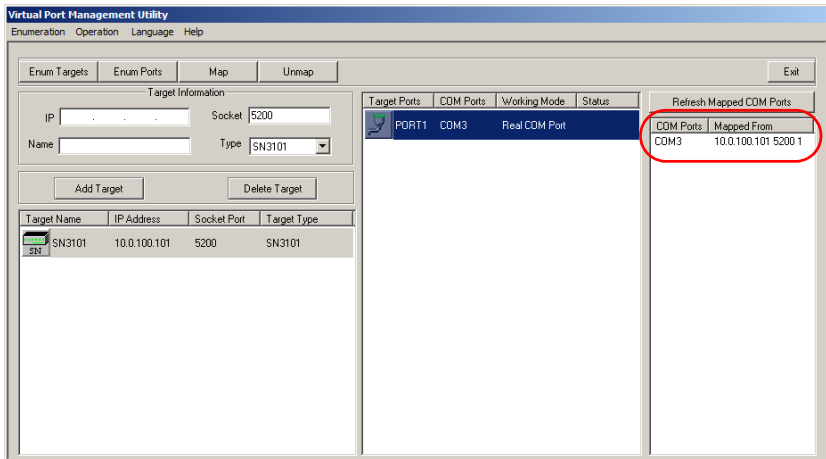 Virtual Port Management Utility
Enumeration Operation Language Help
Enum Targets Enum Ports Map Unmap Exit
Target Information
IP . . . Socket 5200
Name Type SN3101
Add Target Delete Target
Target Name IP Address Socket Port Target Type
SN SN3101 10.0.100.101 5200 SN3101
Target Ports COM Ports Working Mode Status
PORT1 COM3 Real COM Port
Refresh Mapped COM Ports
COM Ports Mapped From
COM3 10.0.100.101 5200 1